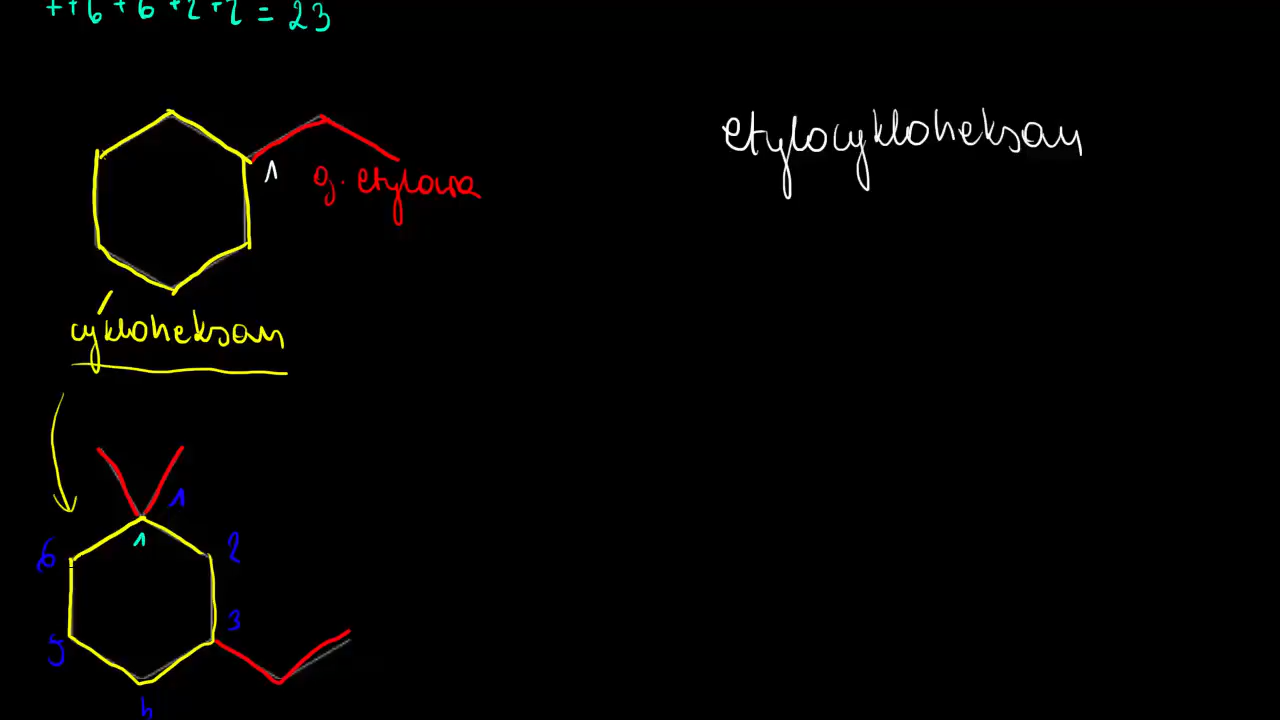 + + 6 + 6 + 2 + 2 = 23
etylocykloheksan
1
g. etylowa
cykloheksan
1
1
6
2
3
5
4